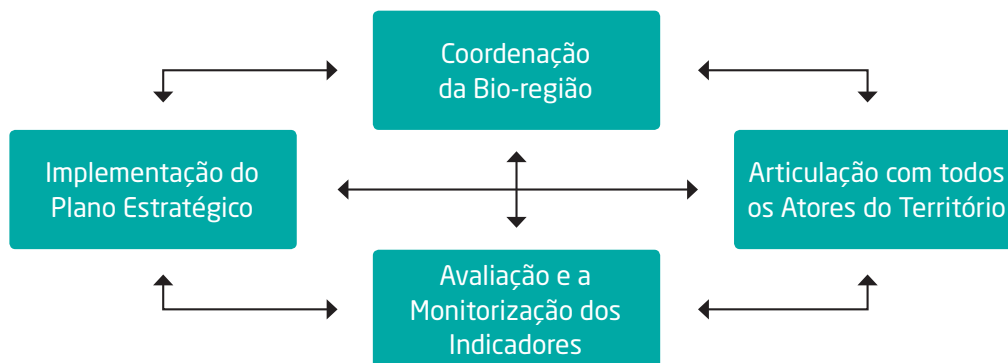 Coordenação
da Bio-região
Implementação do
Plano Estratégico
Articulação com todos
os Atores do Território
Avaliação e a
Monitorização dos
Indicadores